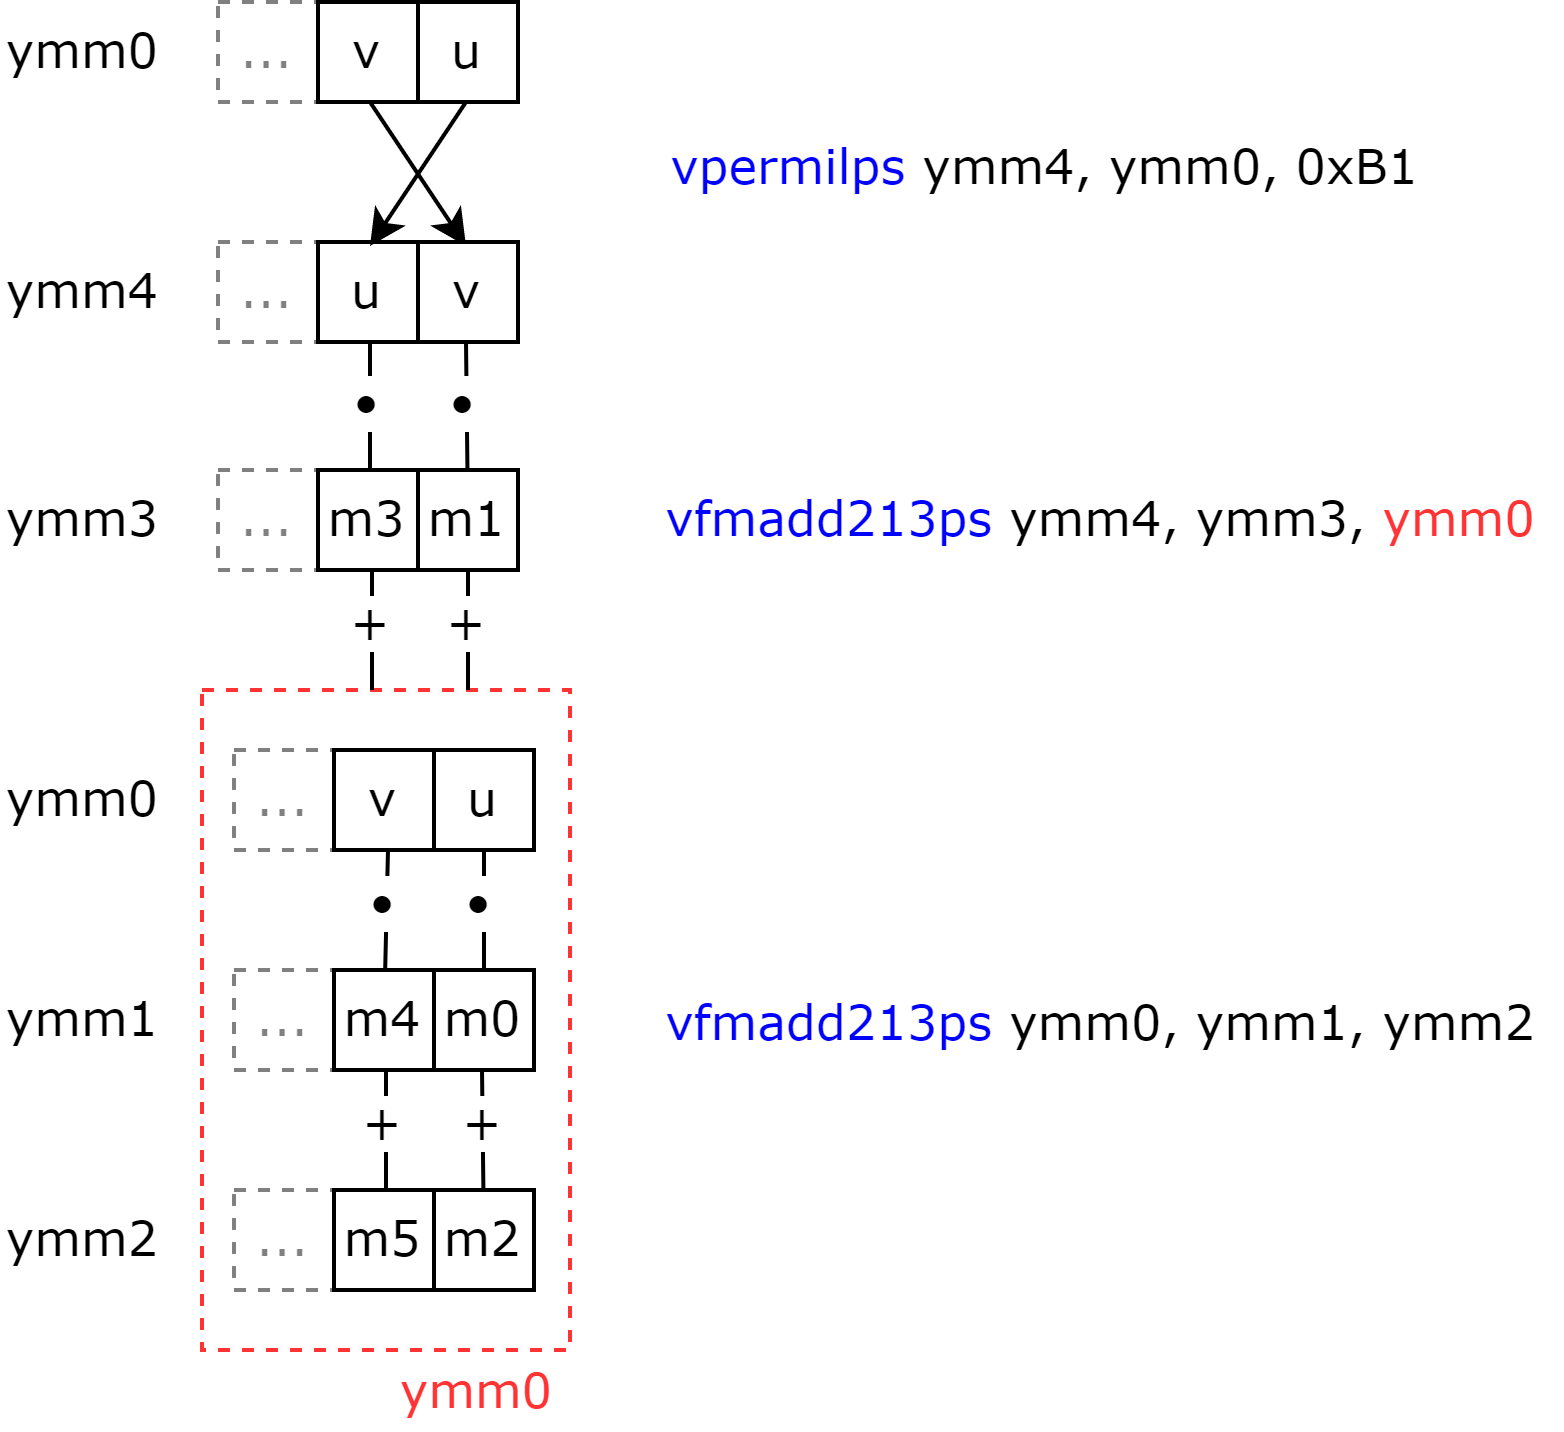 ymm0 ... v u
vpermilps ymm4, ymm0, 0xB1
ymm4 ... u v
• •
ymm3 ... m3 m1 vfmadd213ps ymm4, ymm3, ymm0
+ +
ymm0 ... v u
• •
ymm1 ... m4 m0 vfmadd213ps ymm0, ymm1, ymm2
+ +
ymm2 ... m5 m2
ymm0